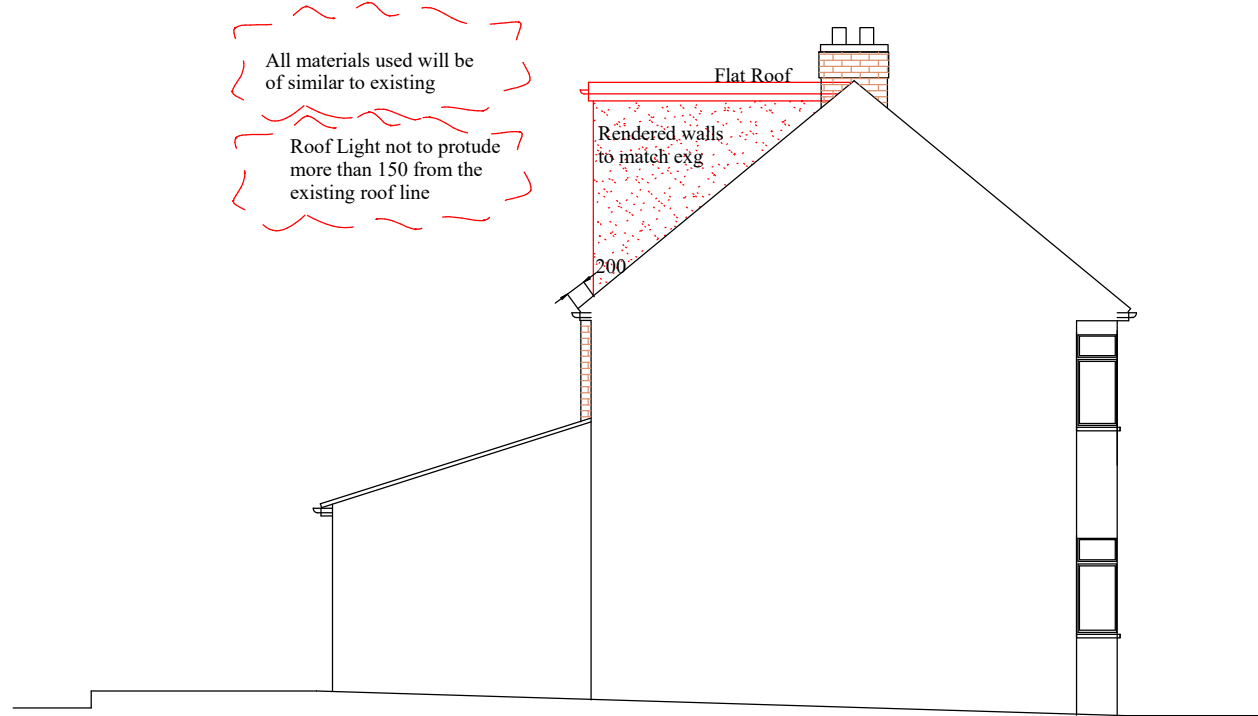 All materials used will be
of similar to existing
Roof Light not to protude
more than 150 from the
existing roof line
Flat Roof
Rendered walls
to match exg
200